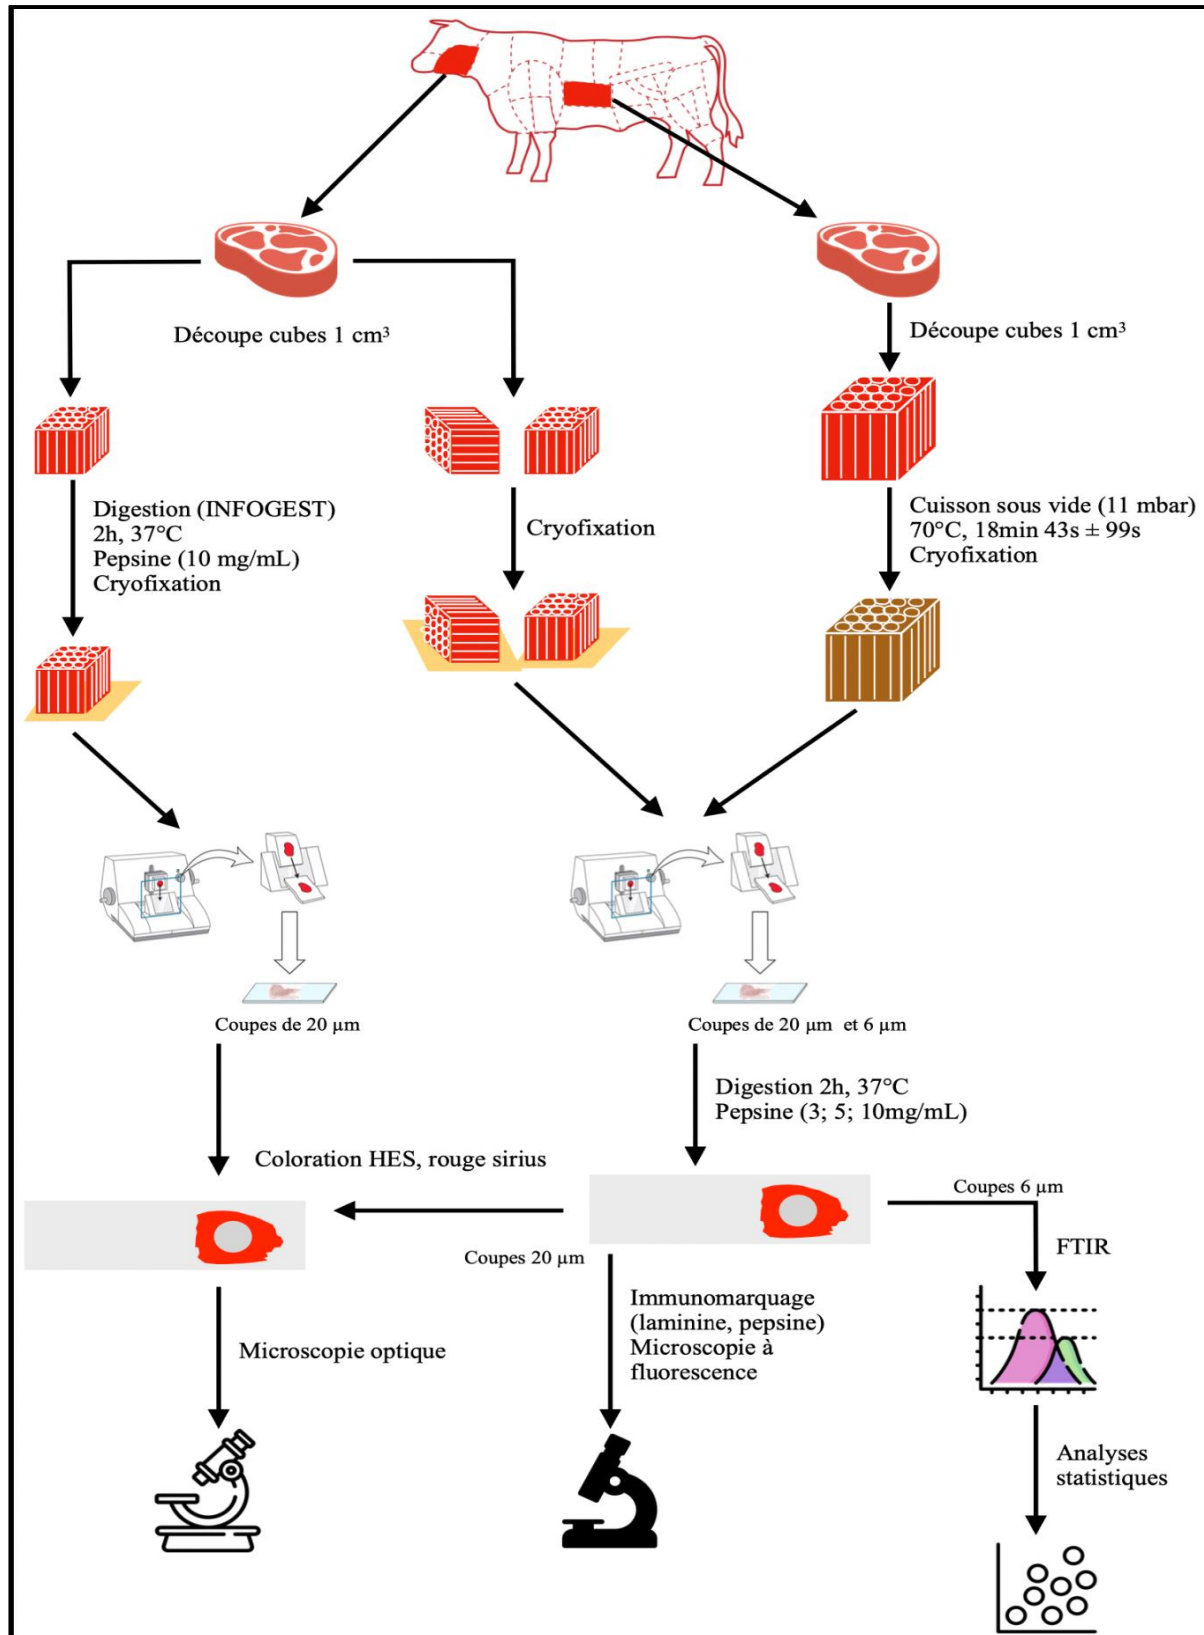 Découpe cubes 1 cm³
Découpe cubes 1 cm³
Digestion (INFOGEST)
2h, 37°C
Pepsine (10 mg/mL)
Cryofixation
Cryofixation
Cuisson sous vide (11 mbar)
70°C, 18min 43s ± 99s
Cryofixation
Coupes de 20 µm
Coupes de 20 µm et 6 µm
Digestion 2h, 37°C
Pepsine (3; 5; 10mg/mL)
Coloration HES, rouge sirius
Coupes 20 µm
Coupes 6 µm
FTIR
Microscopie optique
Immunomarquage
(laminine, pepsine)
Microscopie à
fluorescence
Analyses
statistiques